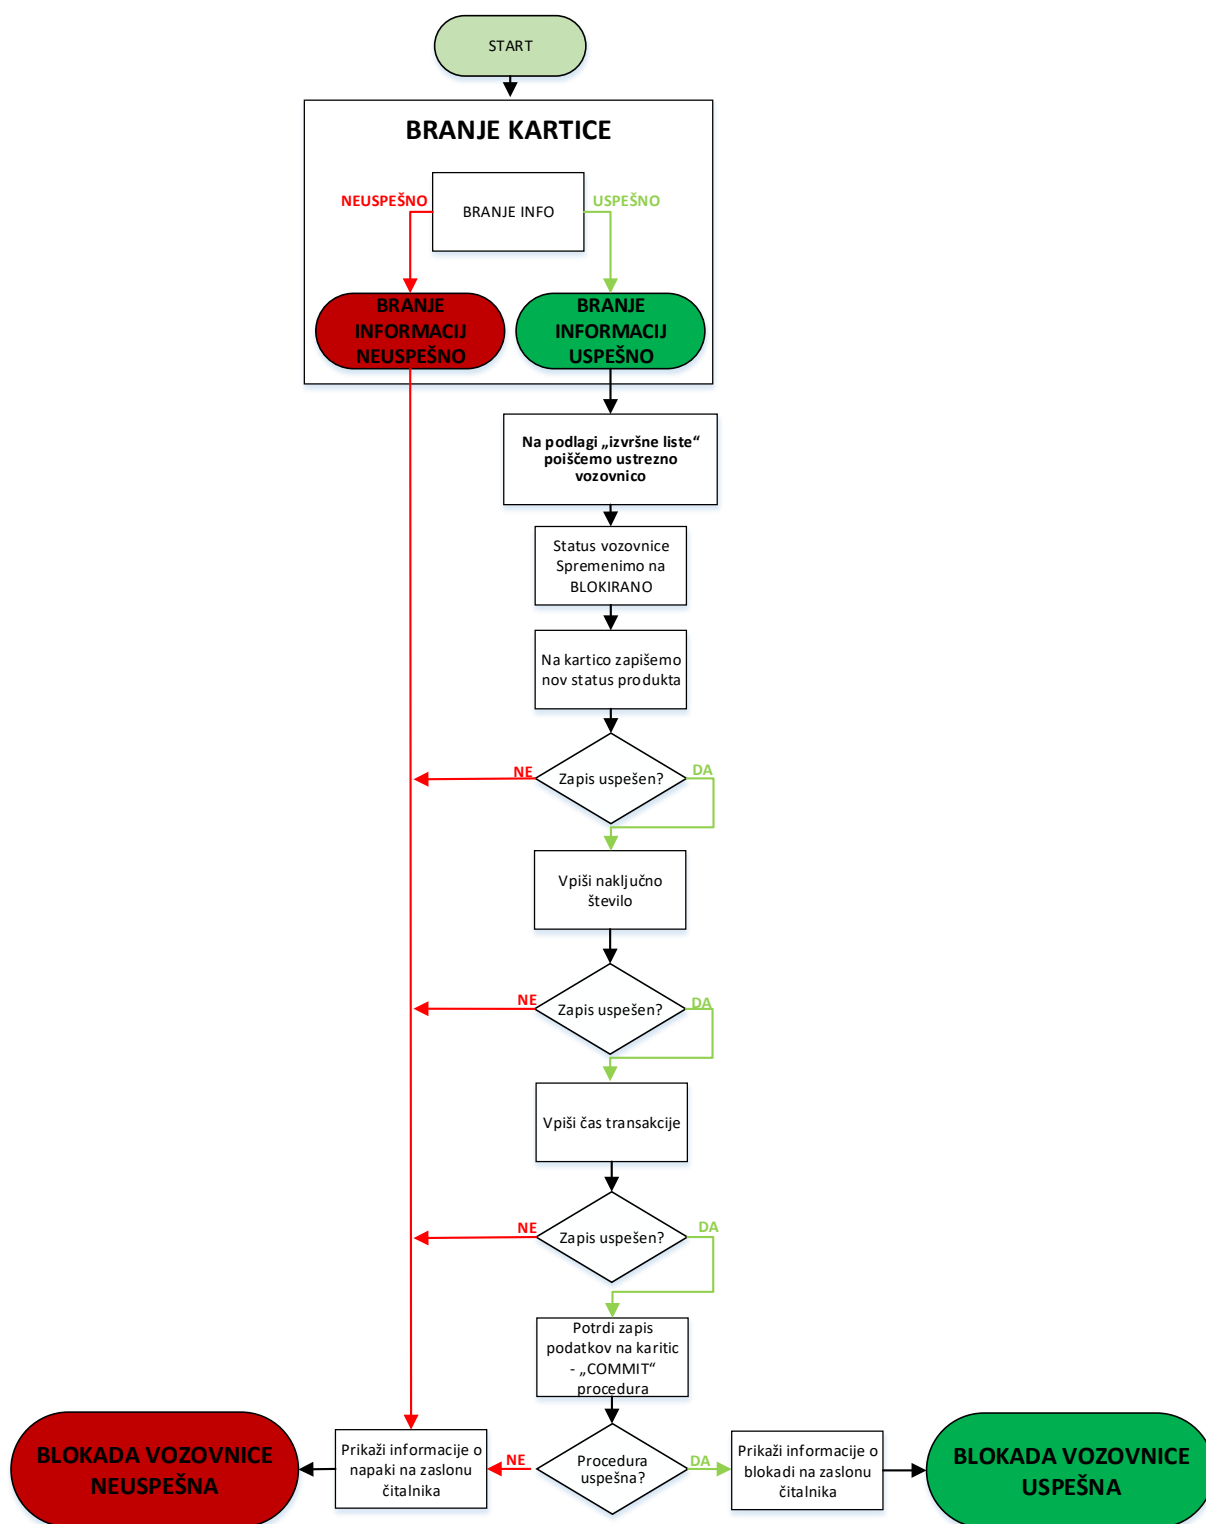 START
BRANJE KARTICE
NEUSPEŠNO
USPEŠNO
BRANJE INFO
BRANJE
INFORMACIJ
NEUSPEŠNO
BRANJE
INFORMACIJ
USPEŠNO
Na podlagi „izvršne liste“
poiščemo ustrezno
vozovnico
Status vozovnice
Spremenimo na
BLOKIRANO
Na kartico zapišemo
nov status produkta
NE
Zapis uspešen?
DA
Vpiši naključno
število
NE
Zapis uspešen?
DA
Vpiši čas transakcije
NE
Zapis uspešen?
DA
Potrdi zapis
podatkov na karitic
- „COMMIT“
procedura
BLOKADA VOZOVNICE
NEUSPEŠNA
Prikaži informacije o
napaki na zaslonu
čitalnika
NE
Procedura
uspešna?
DA
Prikaži informacije o
blokadi na zaslonu
čitalnika
BLOKADA VOZOVNICE
USPEŠNA